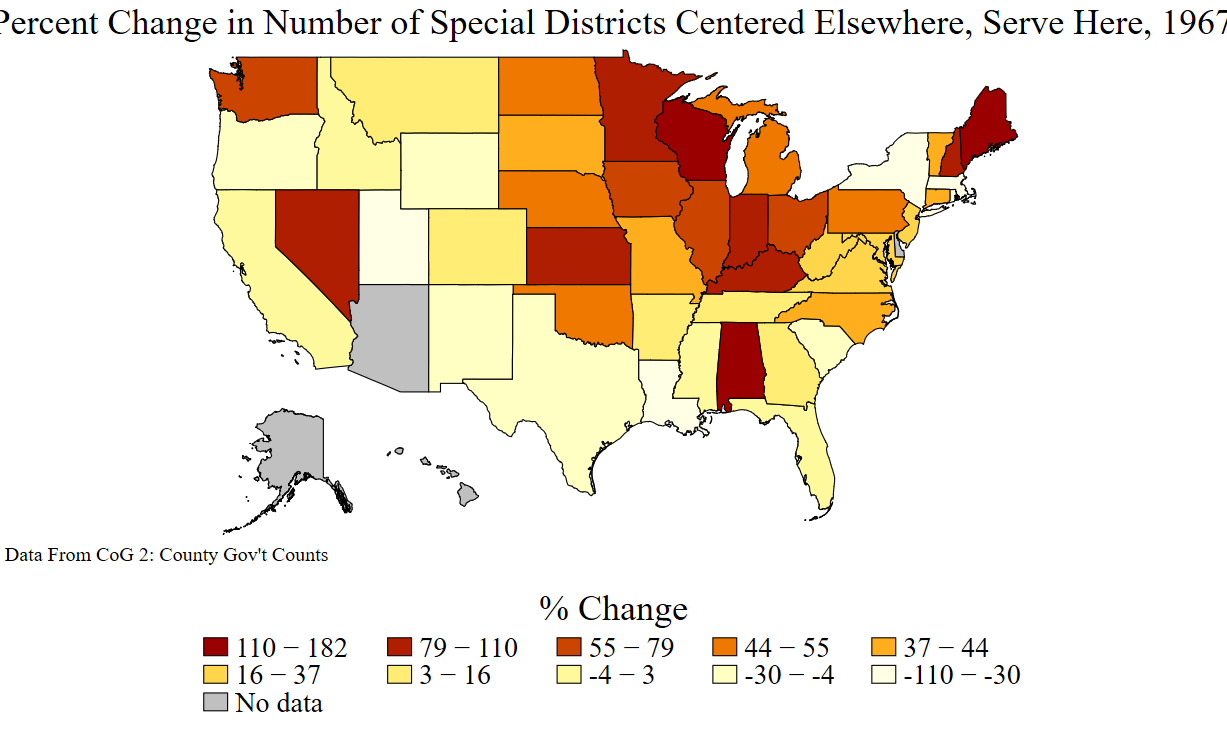 Percent Change in Number of Special Districts Centered Elsewhere, Serve Here, 1967
Data From CoG 2: County Gov't Counts
% Change
110 − 182 79 − 110 55 − 79 44 − 55 37 − 44
16 − 37 3 − 16 -4 − 3 -30 − -4 -110 − -30
No data